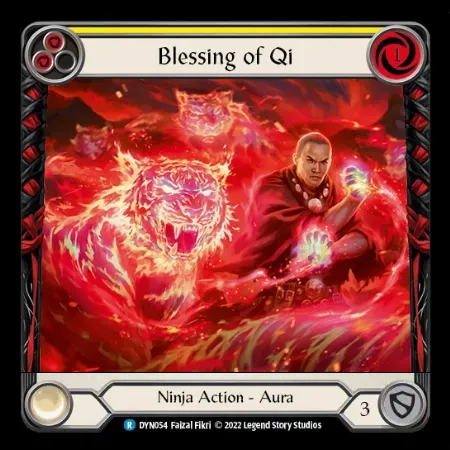 Blessing of Qi
1
Ninja Action - Aura
3
R DYN054 Faizal Fikri © 2022 Legend Story Studios